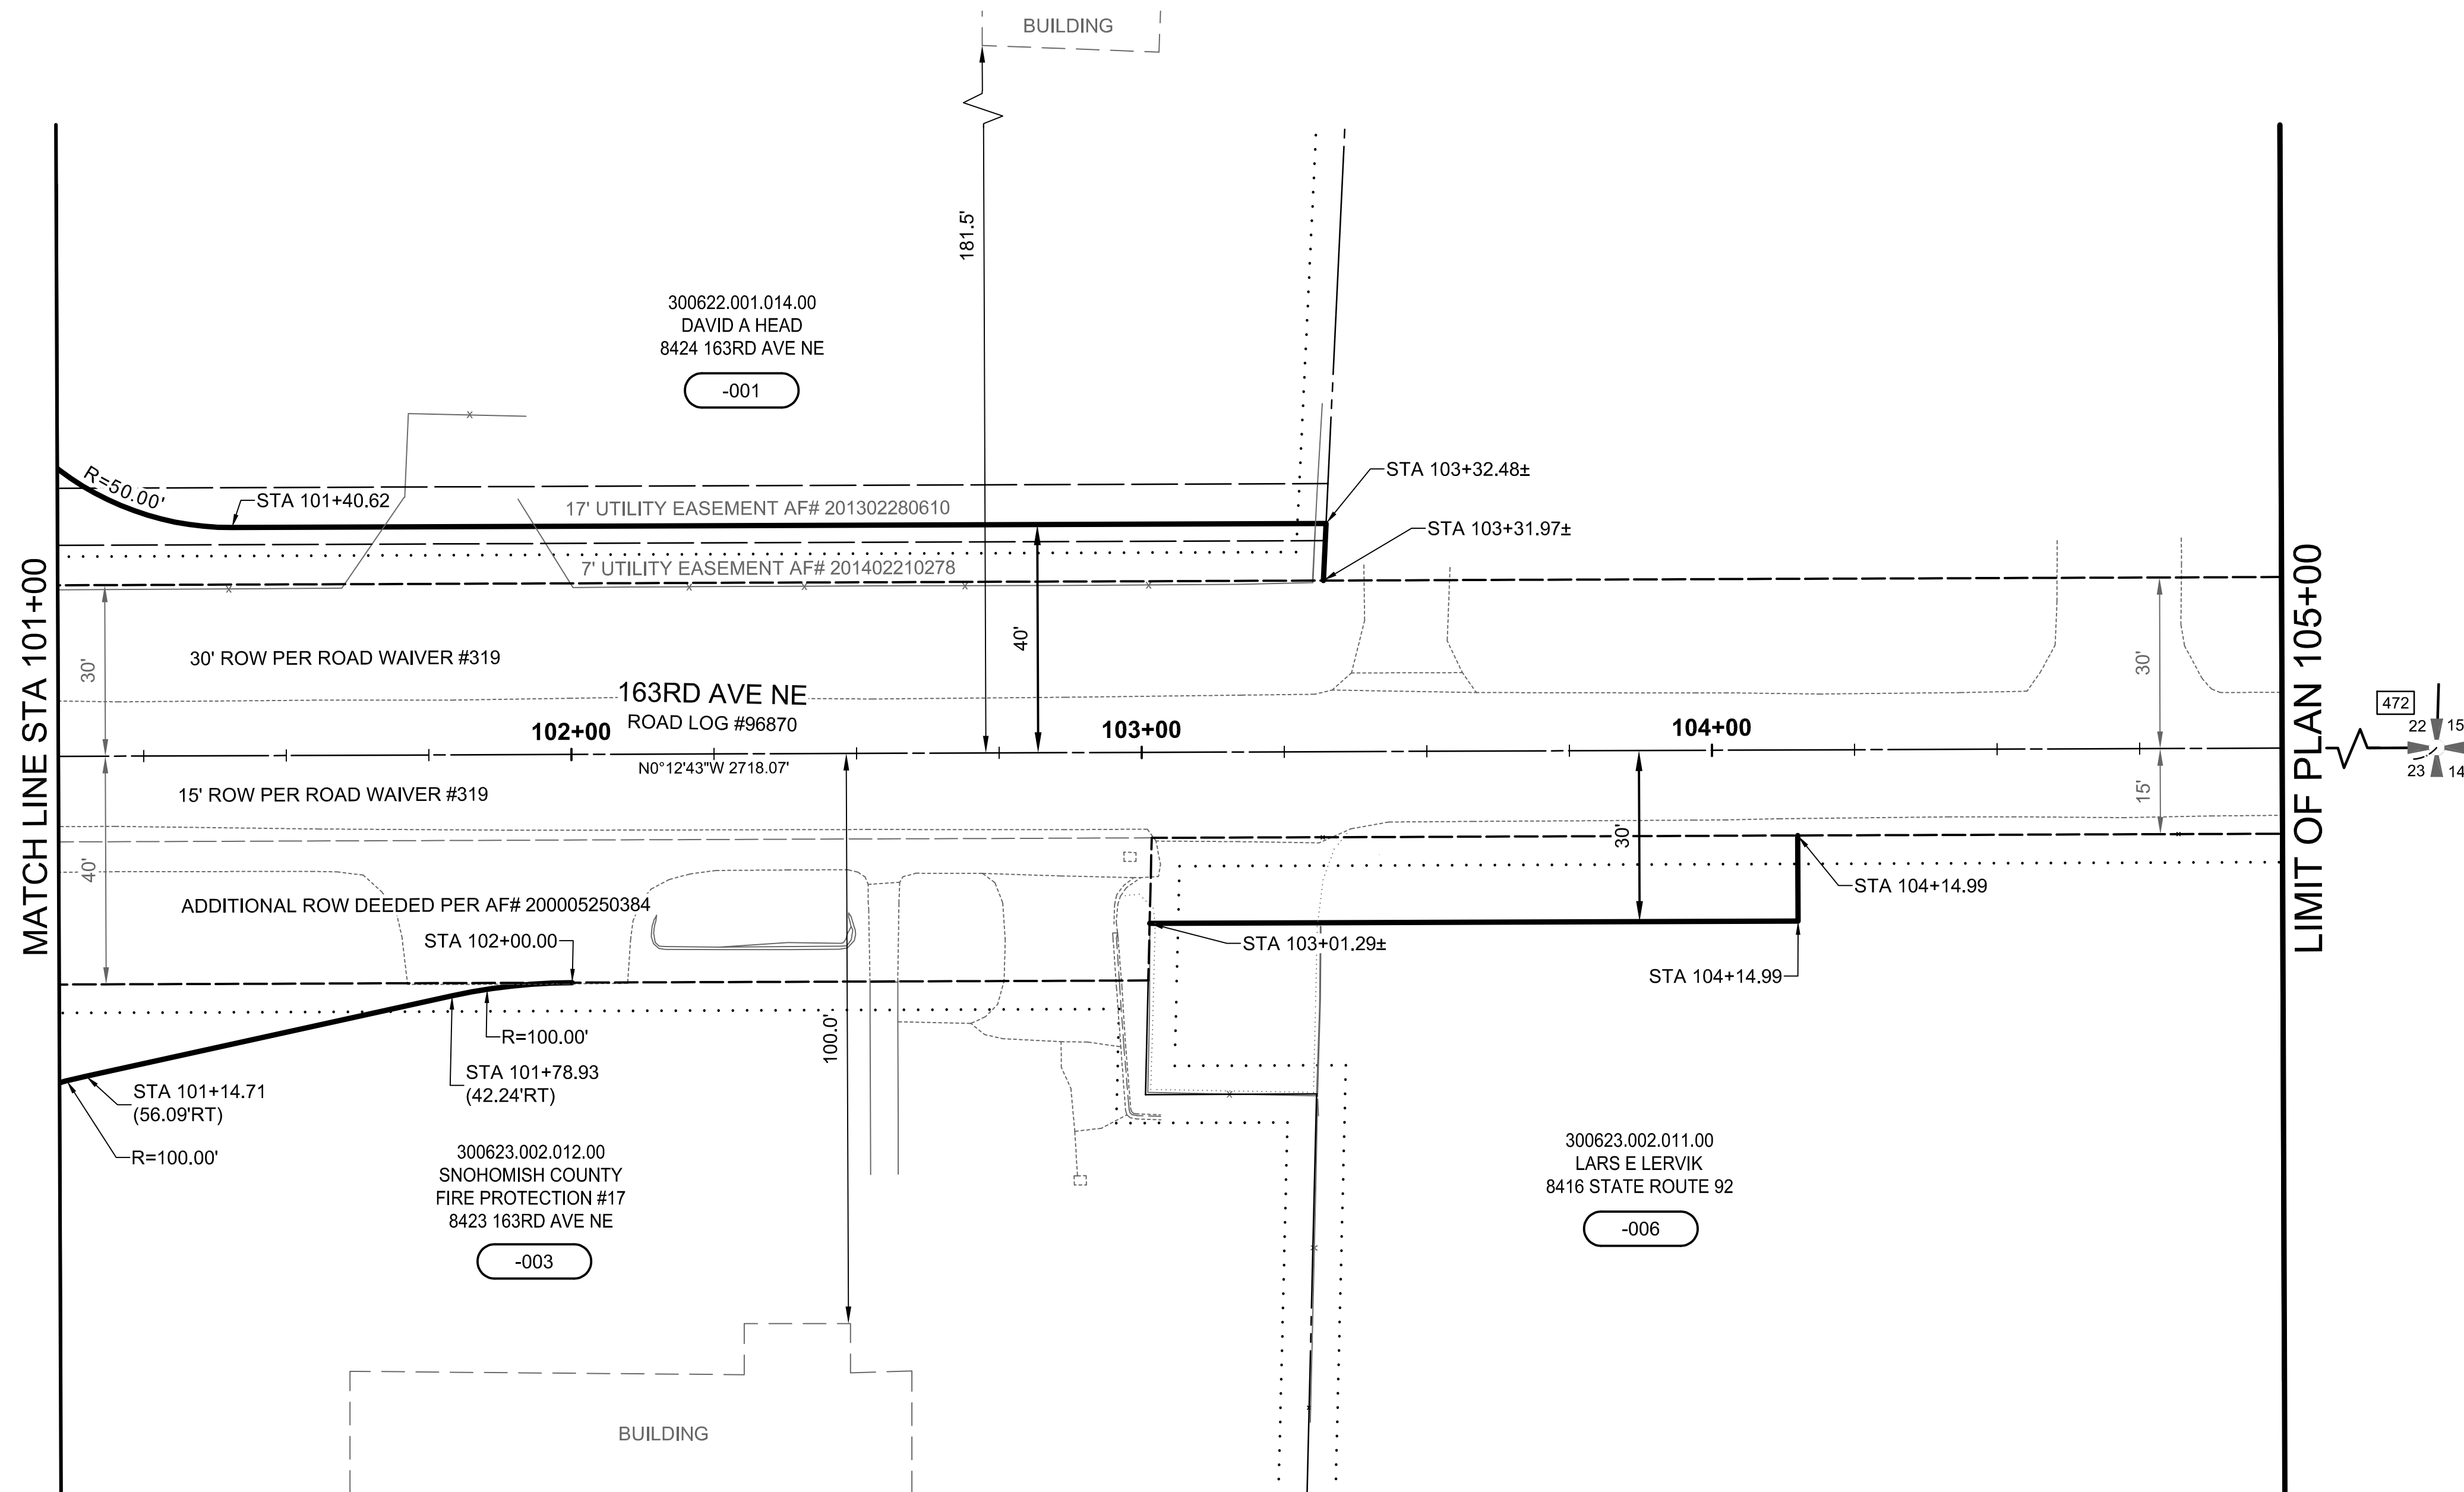 BUILDING
181.5'
300622.001.014.00
DAVID A HEAD
8424 163RD AVE NE
-001
R=50.00'
STA 101+40.62
17' UTILITY EASEMENT AF# 201302280610
STA 103+32.48±
STA 103+31.97±
7' UTILITY EASEMENT AF# 201402210278
MATCH LINE STA 101+00
30'
30' ROW PER ROAD WAIVER #319
40'
30'
LIMIT OF PLAN 105+00
163RD AVE NE
ROAD LOG #96870
102+00
103+00
104+00
472
22
15
23
14
N0°12'43"W 2718.07'
15' ROW PER ROAD WAIVER #319
15'
40'
30'
ADDITIONAL ROW DEEDED PER AF# 200005250384
STA 102+00.00
STA 103+01.29±
STA 104+14.99
STA 104+14.99
R=100.00'
100.0'
STA 101+78.93
(42.24'RT)
STA 101+14.71
(56.09'RT)
R=100.00'
300623.002.012.00
SNOHOMISH COUNTY
FIRE PROTECTION #17
8423 163RD AVE NE
-003
300623.002.011.00
LARS E LERVIK
8416 STATE ROUTE 92
-006
BUILDING